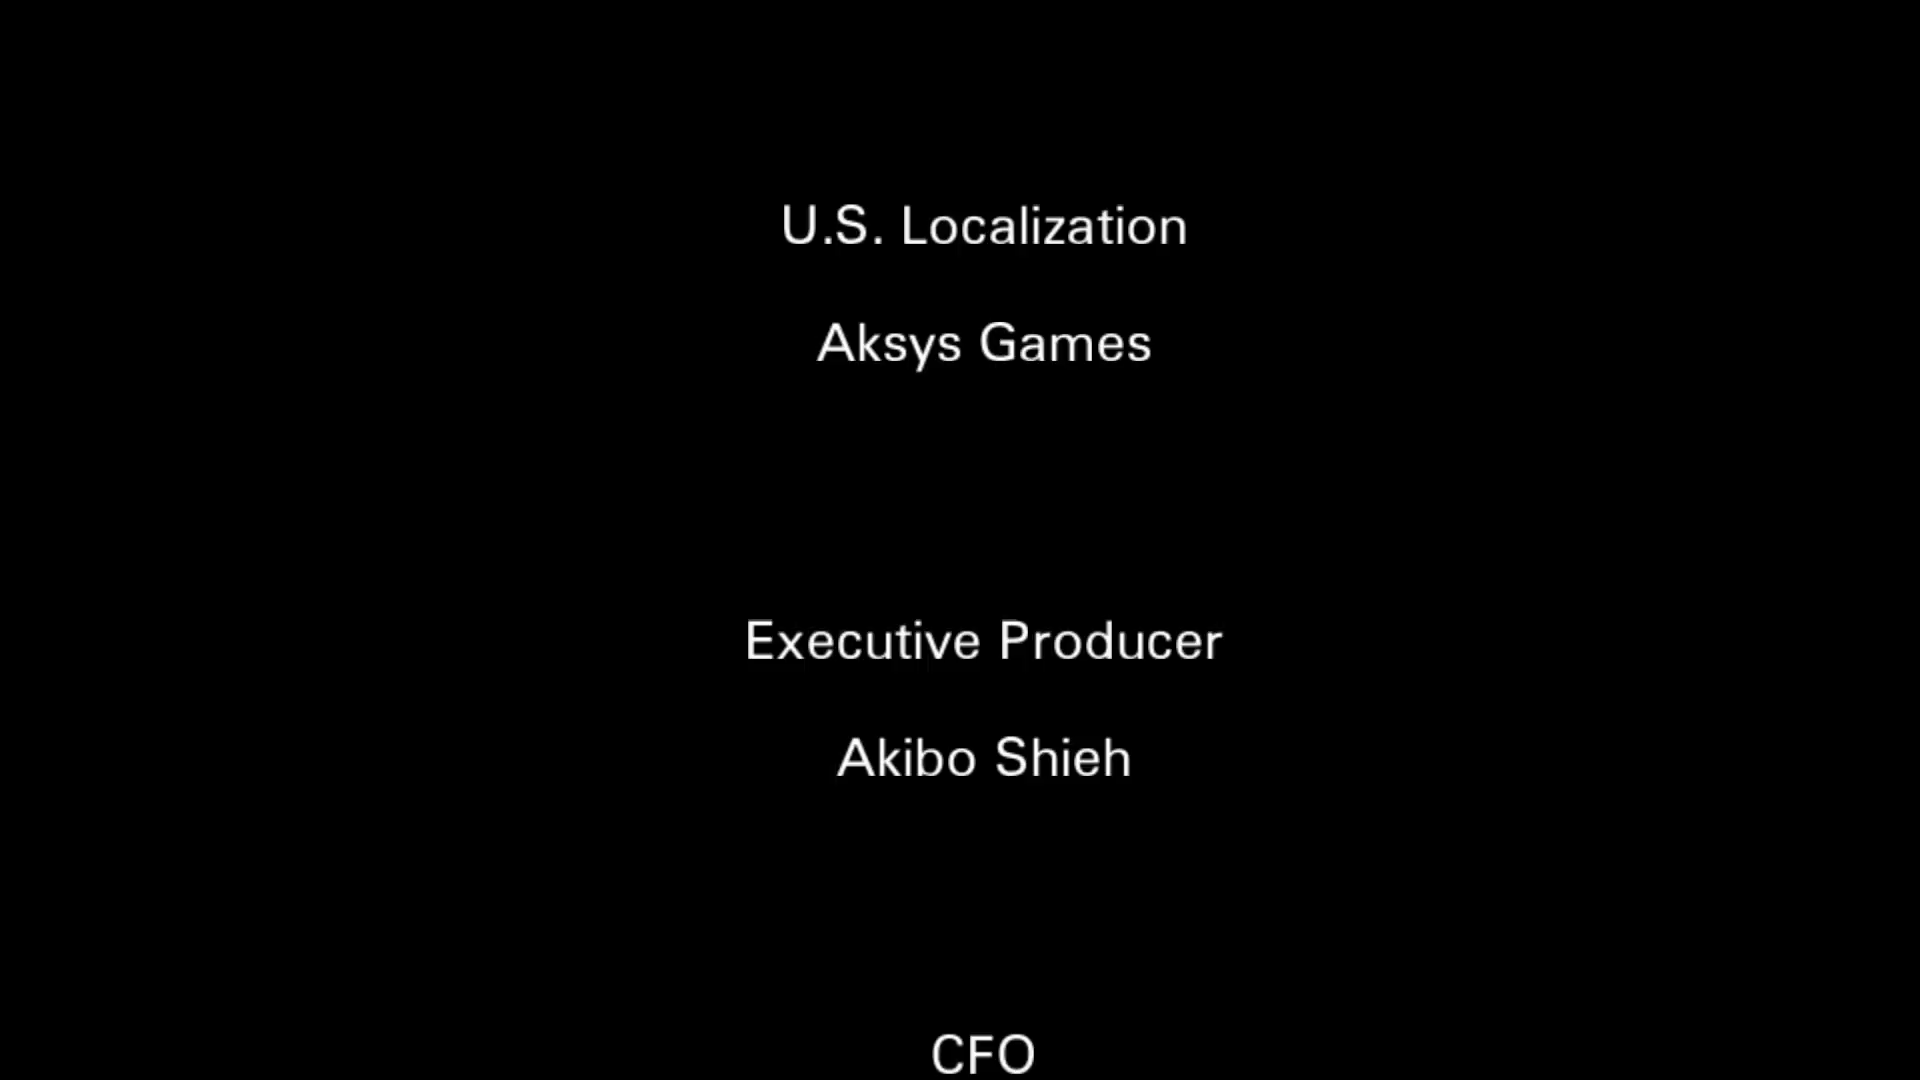 U.S. Localization
Aksys Games
Executive Producer
Akibo Shieh
CFO